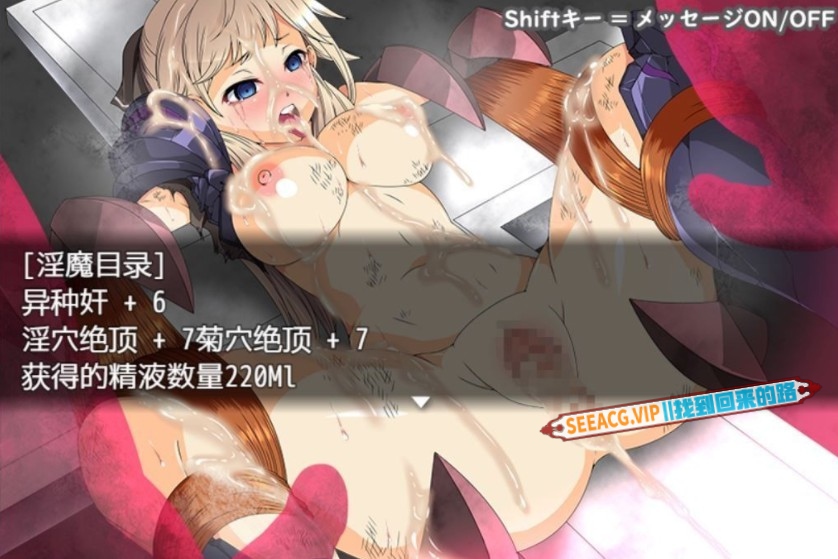 Shiftキー = メッセージON/OFF
[淫魔目录]
异种奸 + 6
淫穴绝顶 + 7菊穴绝顶 + 7
获得的精液数量220Ml
SEEACG.VIP ||找到回来的路